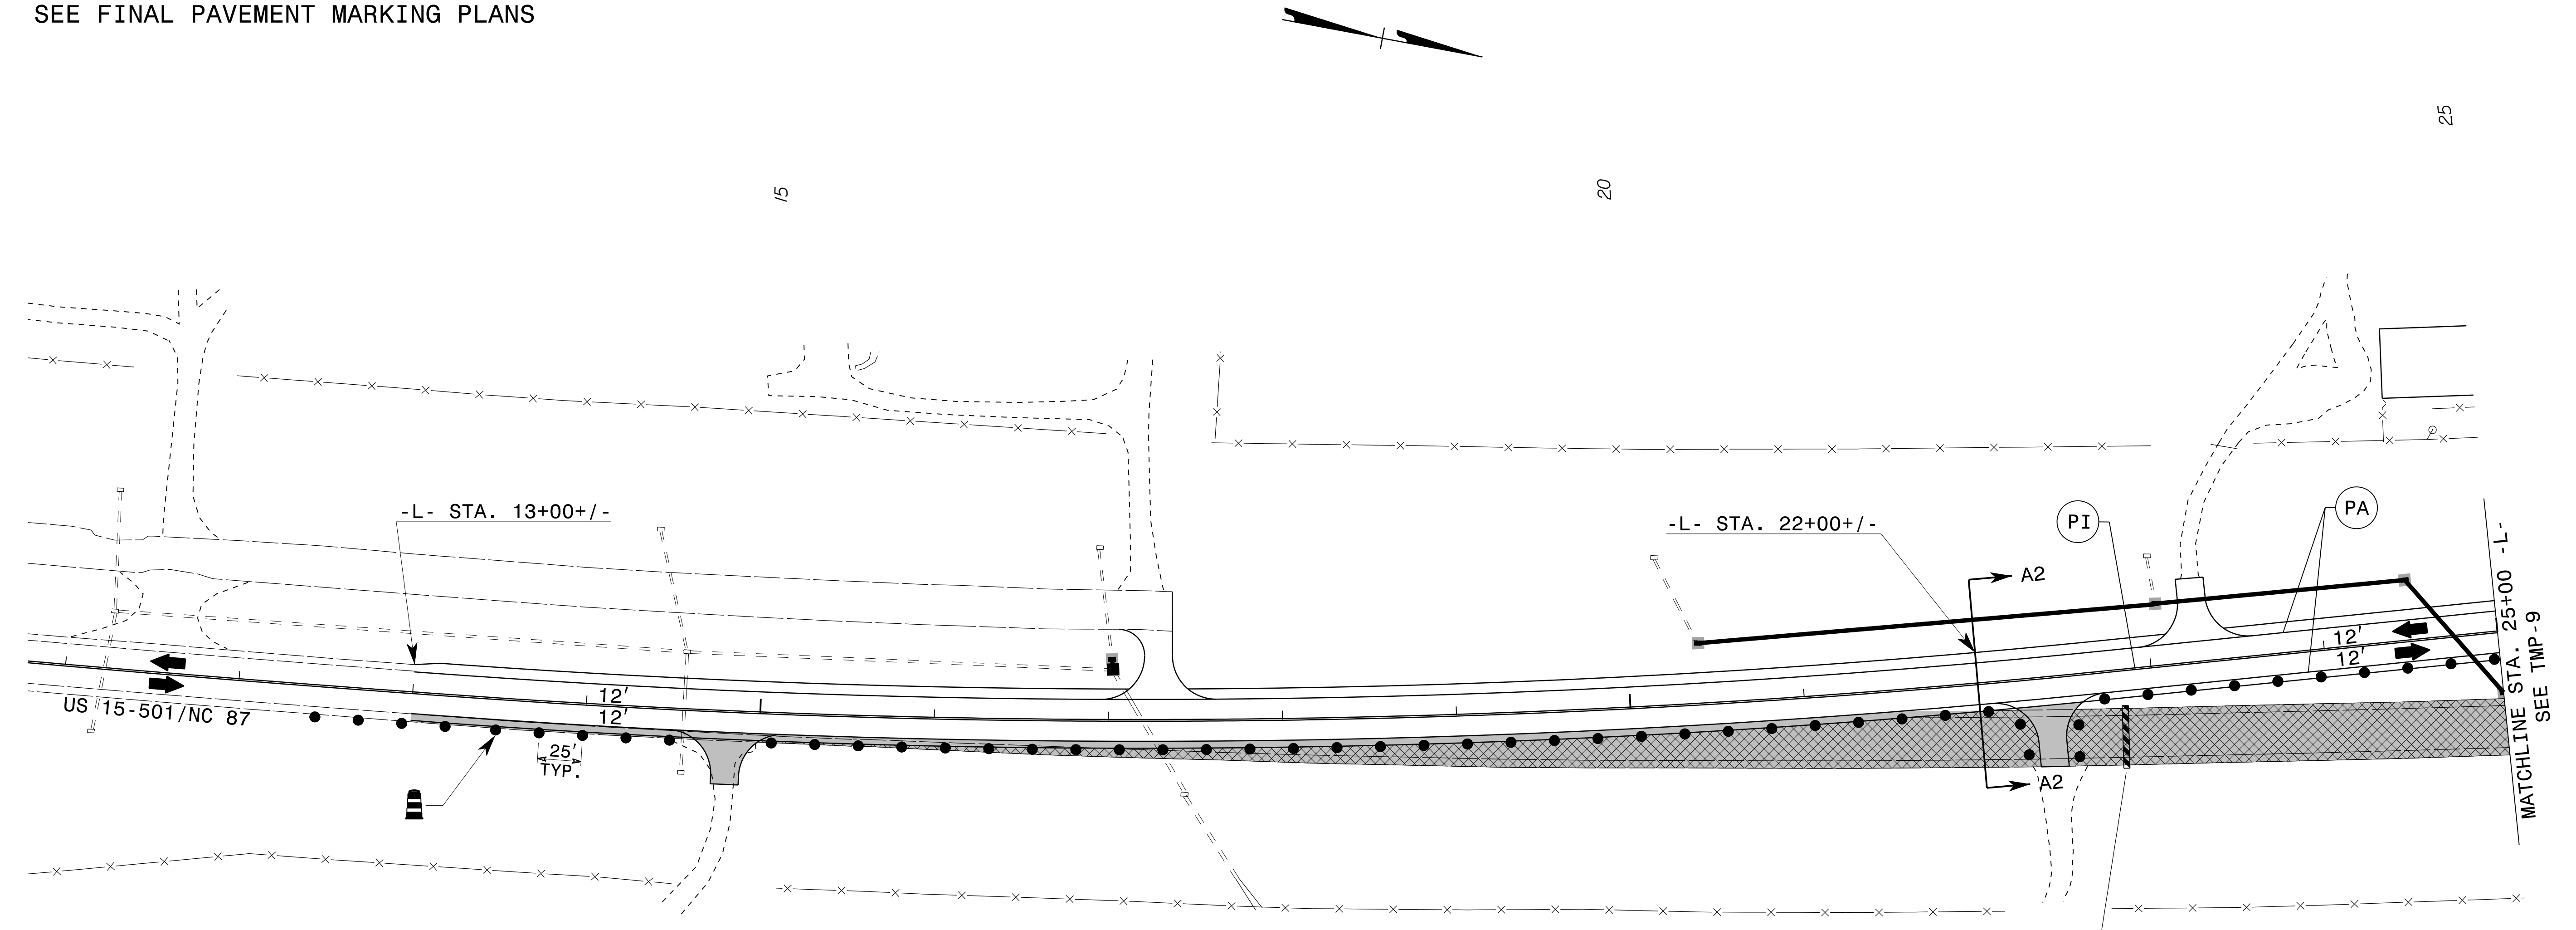 SEE FINAL PAVEMENT MARKING PLANS
25
15
20
-L- STA. 13+00+/-
-L- STA. 22+00+/-
PI
PA
A2
12'
12'
12'
12'
US 15-501/NC 87
25'
TYP.
A2
MATCHLINE STA. 25+00 -L-
SEE TMP-9